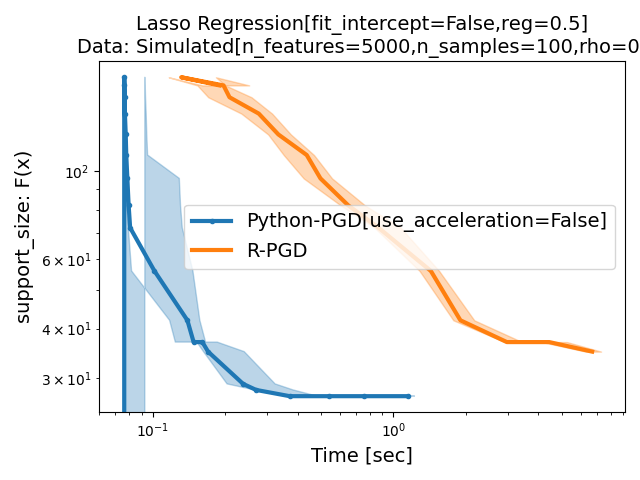 Lasso Regression[fit_intercept=False,reg=0.5]
Data: Simulated[n_features=5000,n_samples=100,rho=0
support_size: F(x)
10²
6 × 10¹
4 × 10¹
3 × 10¹
Python-PGD[use_acceleration=False]
R-PGD
10⁻¹
10⁰
Time [sec]